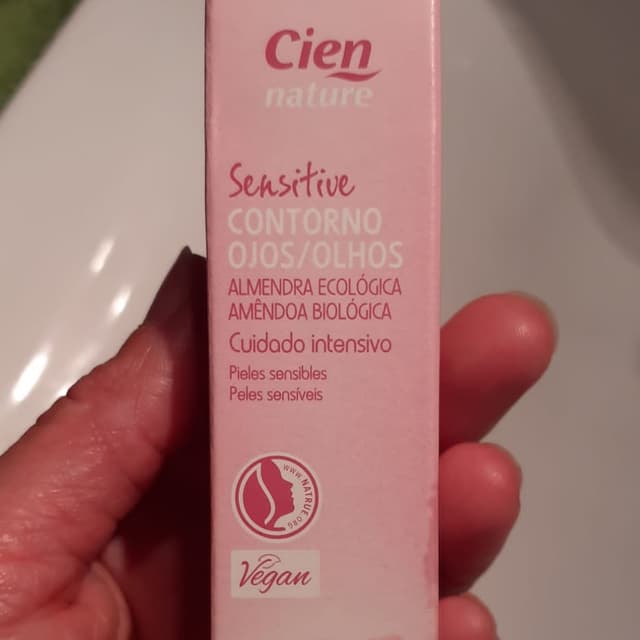 Cien
nature
Sensitive
CONTORNO
OJOS/OLHOS
ALMENDRA ECOLÓGICA
AMÊNDOA BIOLÓGICA
Cuidado intensivo
Pieles sensibles
Peles sensíveis
WWW.NATRUE.ORG
Vegan